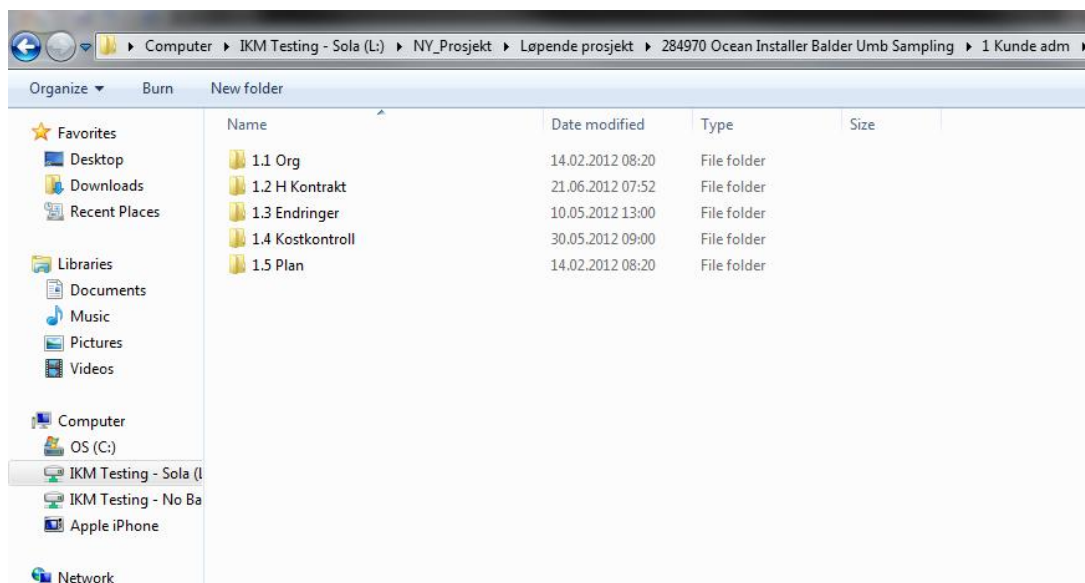 Computer ▸ IKM Testing - Sola (L:) ▸ NY_Prosjekt ▸ Løpende prosjekt ▸ 284970 Ocean Installer Balder Umb Sampling ▸ 1 Kunde adm ▸
Organize ▾ Burn New folder
Name Date modified Type Size
1.1 Org 14.02.2012 08:20 File folder
1.2 H Kontrakt 21.06.2012 07:52 File folder
1.3 Endringer 10.05.2012 13:00 File folder
1.4 Kostkontroll 30.05.2012 09:00 File folder
1.5 Plan 14.02.2012 08:20 File folder
Favorites
Desktop
Downloads
Recent Places
Libraries
Documents
Music
Pictures
Videos
Computer
OS (C:)
IKM Testing - Sola (L
IKM Testing - No Ba
Apple iPhone
Network